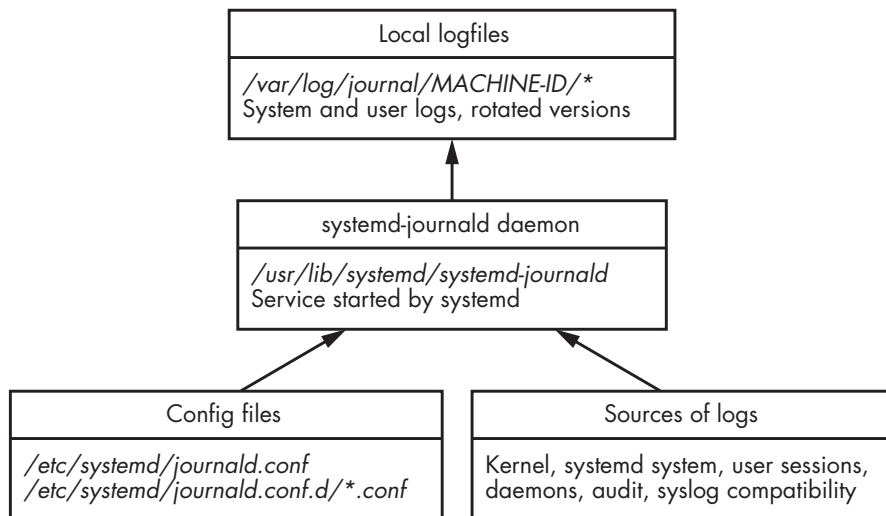 Local logfiles
/var/log/journal/MACHINE-ID/*
System and user logs, rotated versions
systemd-journald daemon
/usr/lib/systemd/systemd-journald
Service started by systemd
Config files
/etc/systemd/journald.conf
/etc/systemd/journald.conf.d/*.conf
Sources of logs
Kernel, systemd system, user sessions,
daemons, audit, syslog compatibility